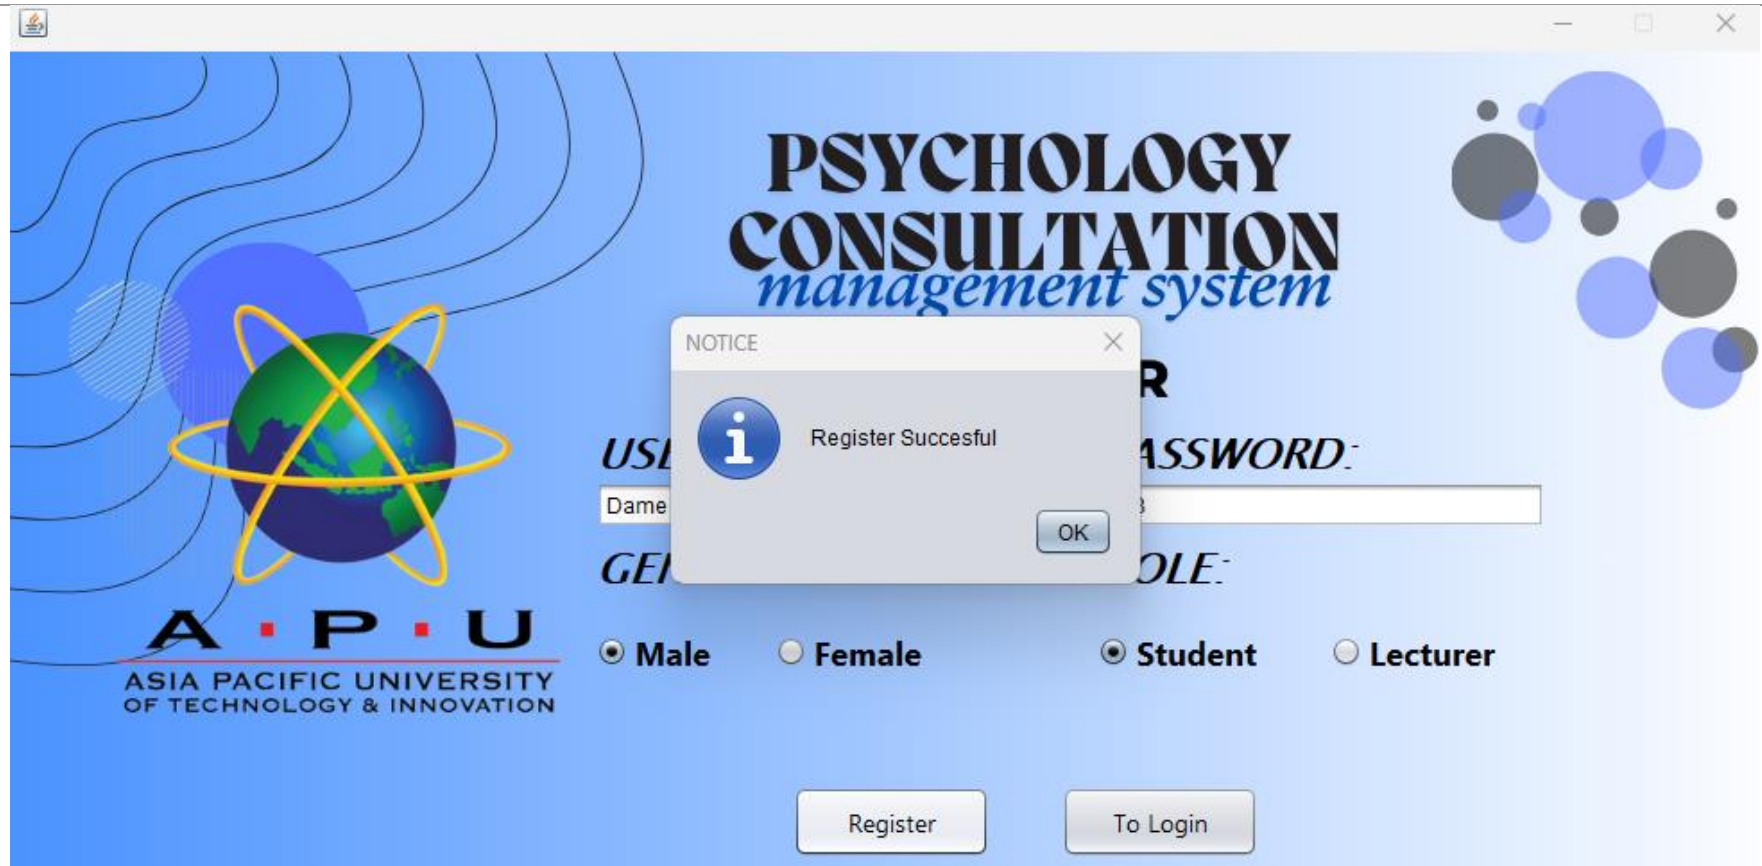 PSYCHOLOGY
CONSULTATION
management system
NOTICE
Register Succesful
OK
A·P·U
ASIA PACIFIC UNIVERSITY
OF TECHNOLOGY & INNOVATION
Male
Female
Student
Lecturer
Register
To Login